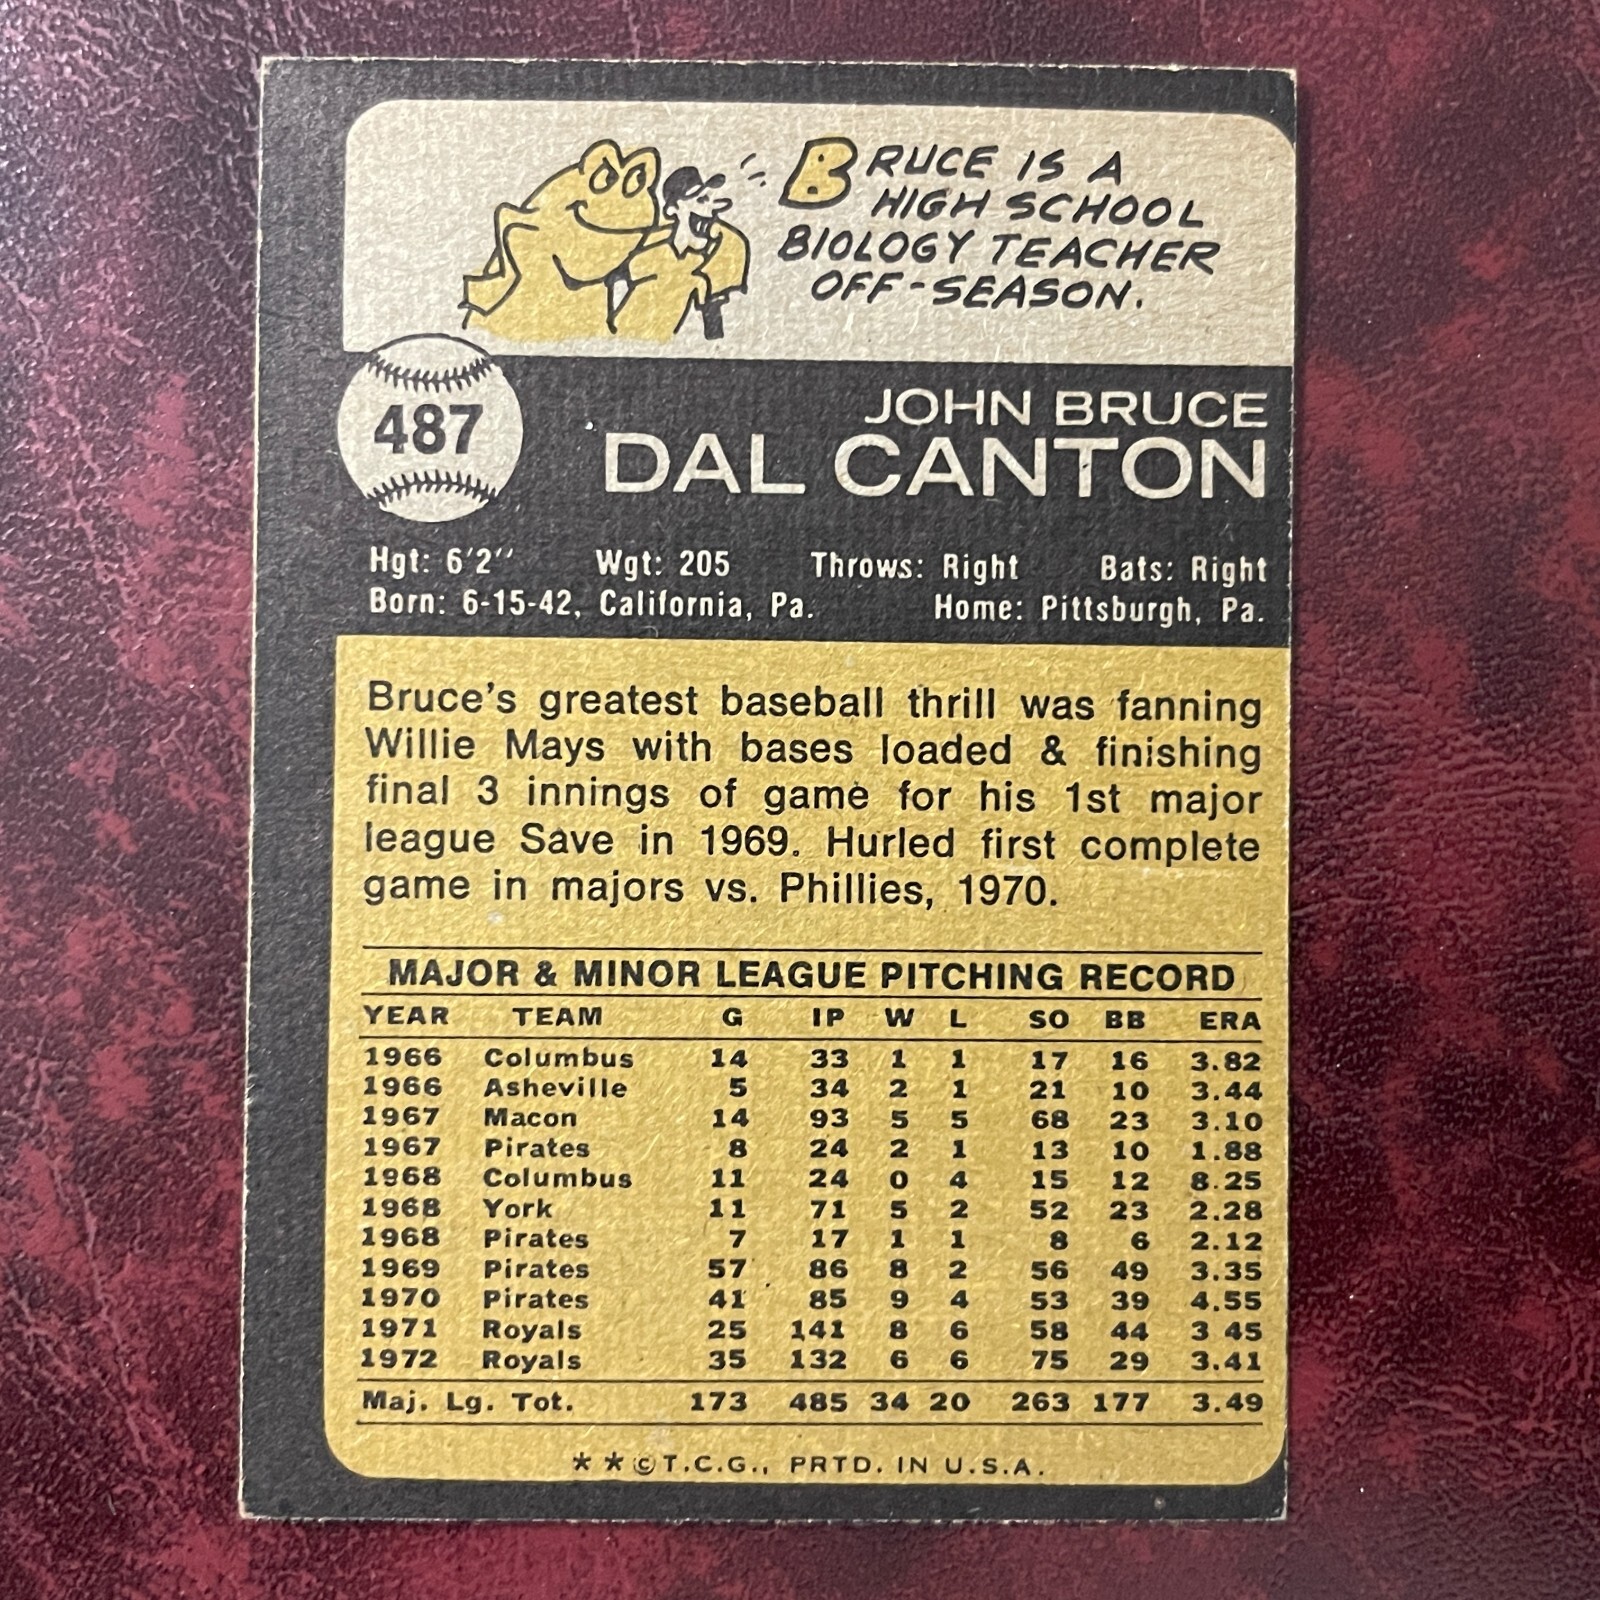 BRUCE IS A
HIGH SCHOOL
BIOLOGY TEACHER
OFF-SEASON.
487
JOHN BRUCE
DAL CANTON
Hgt: 6'2" Wgt: 205 Throws: Right Bats: Right
Born: 6-15-42, California, Pa. Home: Pittsburgh, Pa.
Bruce's greatest baseball thrill was fanning
Willie Mays with bases loaded & finishing
final 3 innings of game for his 1st major
league Save in 1969. Hurled first complete
game in majors vs. Phillies, 1970.
MAJOR & MINOR LEAGUE PITCHING RECORD
YEAR TEAM G IP W L SO BB ERA
1966 Columbus 14 33 1 1 17 16 3.82
1966 Asheville 5 34 2 1 21 10 3.44
1967 Macon 14 93 5 5 68 23 3.10
1967 Pirates 8 24 2 1 13 10 1.88
1968 Columbus 11 24 0 4 15 12 8.25
1968 York 11 71 5 2 52 23 2.28
1968 Pirates 7 17 1 1 8 6 2.12
1969 Pirates 57 86 8 2 56 49 3.35
1970 Pirates 41 85 9 4 53 39 4.55
1971 Royals 25 141 8 6 58 44 3 45
1972 Royals 35 132 6 6 75 29 3.41
Maj. Lg. Tot. 173 485 34 20 263 177 3.49
* * © T.C.G., PRTD. IN U.S.A.